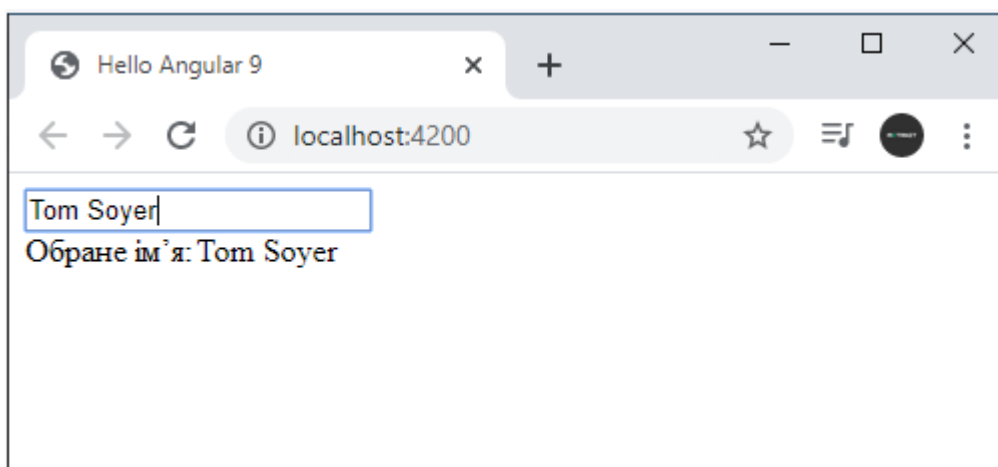 Hello Angular 9
localhost:4200
Tom Soyer
Обране ім’я: Tom Soyer